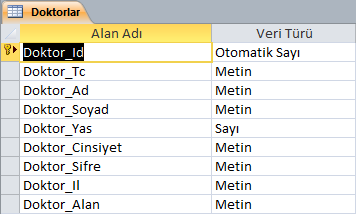 Doktorlar
Alan Adı Veri Türü
Doktor_Id Otomatik Sayı
Doktor_Tc Metin
Doktor_Ad Metin
Doktor_Soyad Metin
Doktor_Yas Sayı
Doktor_Cinsiyet Metin
Doktor_Sifre Metin
Doktor_Il Metin
Doktor_Alan Metin